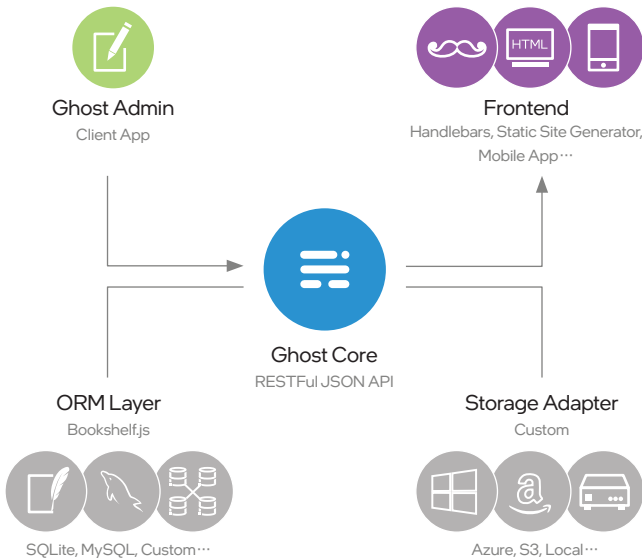 Ghost Admin
Client App
HTML
Frontend
Handlebars, Static Site Generator,
Mobile App···
Ghost Core
RESTFul JSON API
ORM Layer
Bookshelf.js
SQLite, MySQL, Custom···
Storage Adapter
Custom
a
Azure, S3, Local···